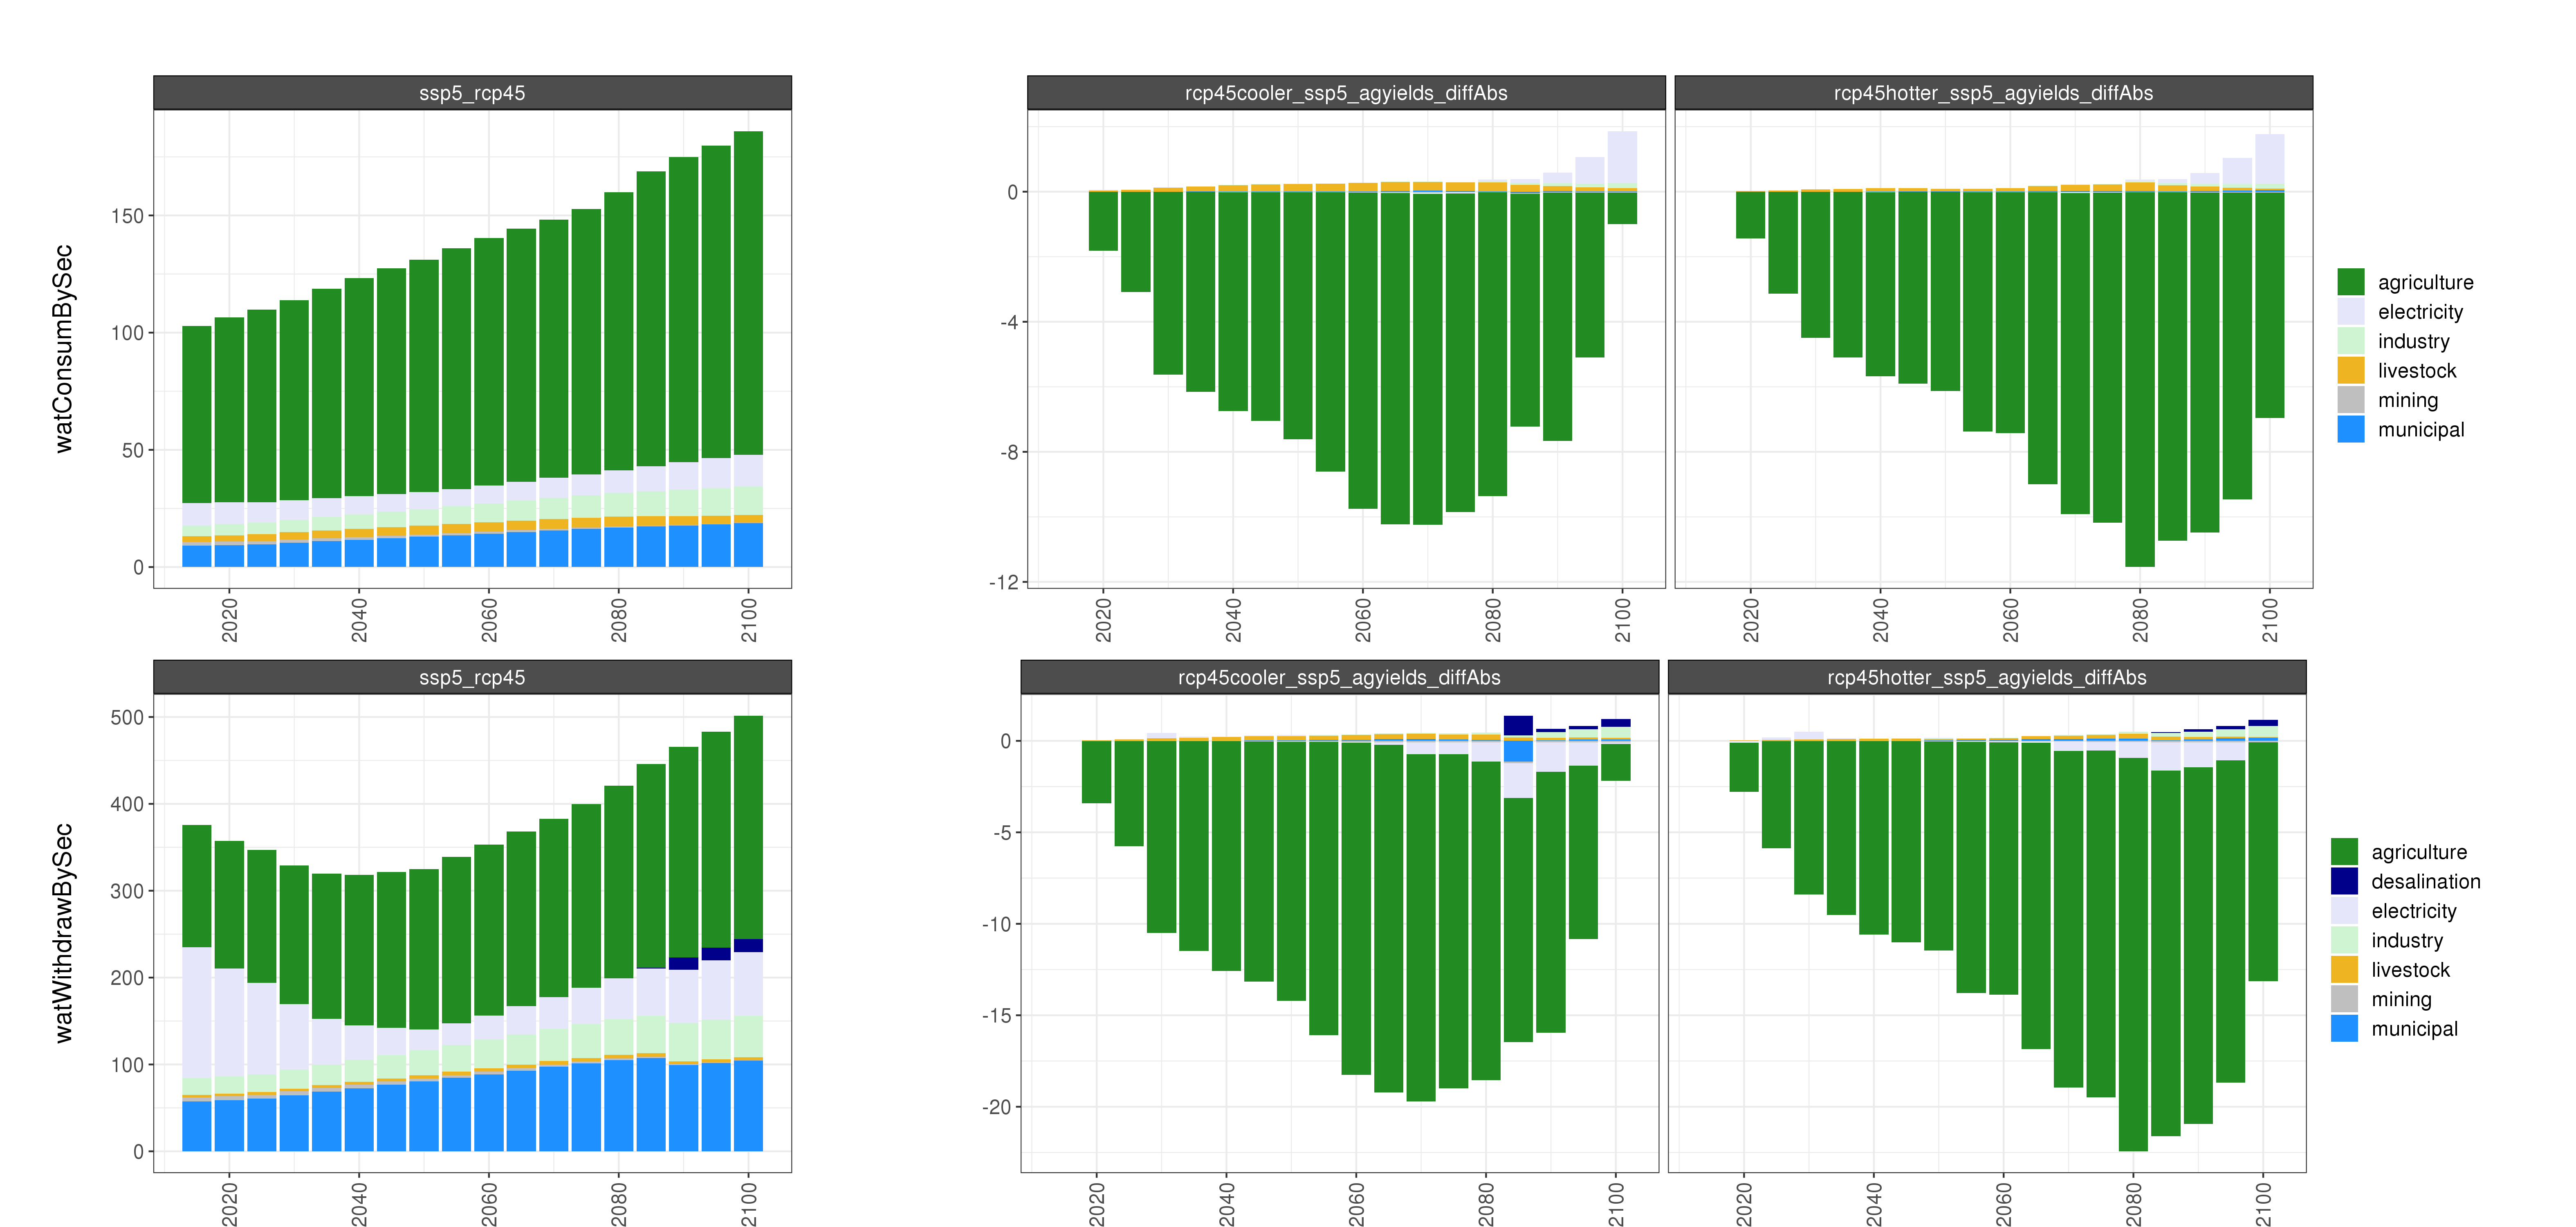 ssp5_rcp45
rcp45cooler_ssp5_agyields_diffAbs
rcp45hotter_ssp5_agyields_diffAbs
watConsumBySec
150
100
50
0
0
-4
-8
-12
2020 2040 2060 2080 2100
2020 2040 2060 2080 2100
2020 2040 2060 2080 2100
agriculture
electricity
industry
livestock
mining
municipal
ssp5_rcp45
rcp45cooler_ssp5_agyields_diffAbs
rcp45hotter_ssp5_agyields_diffAbs
watWithdrawBySec
500
400
300
200
100
0
0
-5
-10
-15
-20
2020 2040 2060 2080 2100
2020 2040 2060 2080 2100
2020 2040 2060 2080 2100
agriculture
desalination
electricity
industry
livestock
mining
municipal